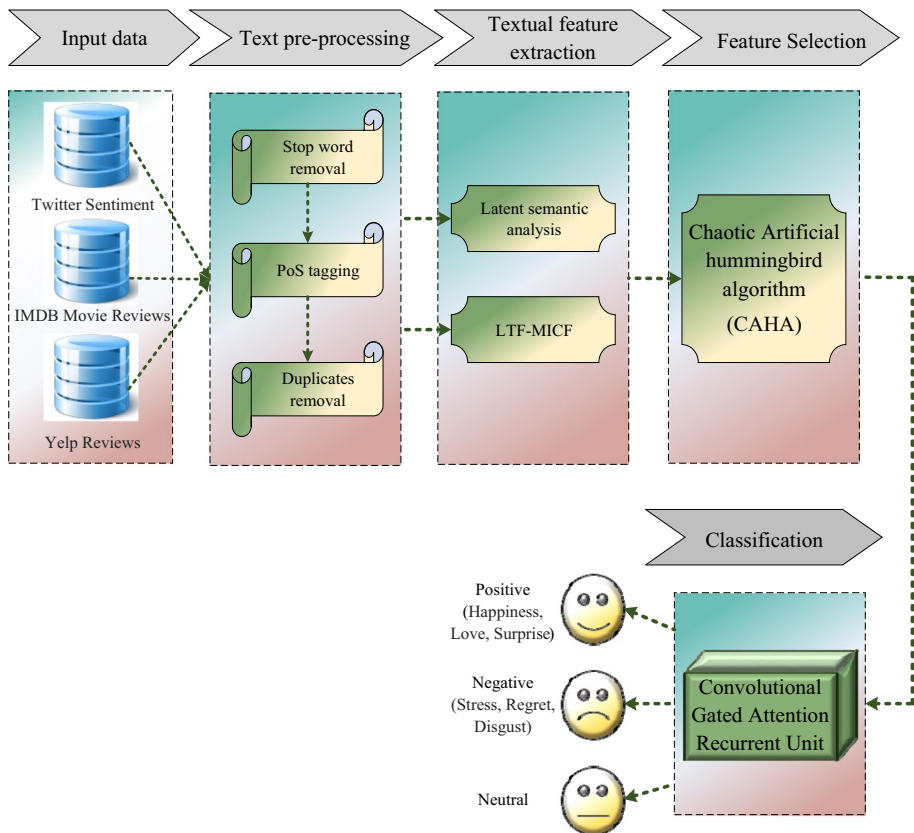 Input data
Text pre-processing
Textual feature
extraction
Feature Selection
Twitter Sentiment
IMDB Movie Reviews
Yelp Reviews
Stop word
removal
PoS tagging
Duplicates
removal
Latent semantic
analysis
LTF-MICF
Chaotic Artificial
hummingbird
algorithm
(CAHA)
Classification
Positive
(Happiness,
Love, Surprise)
Negative
(Stress, Regret,
Disgust)
Neutral
Convolutional
Gated Attention
Recurrent Unit